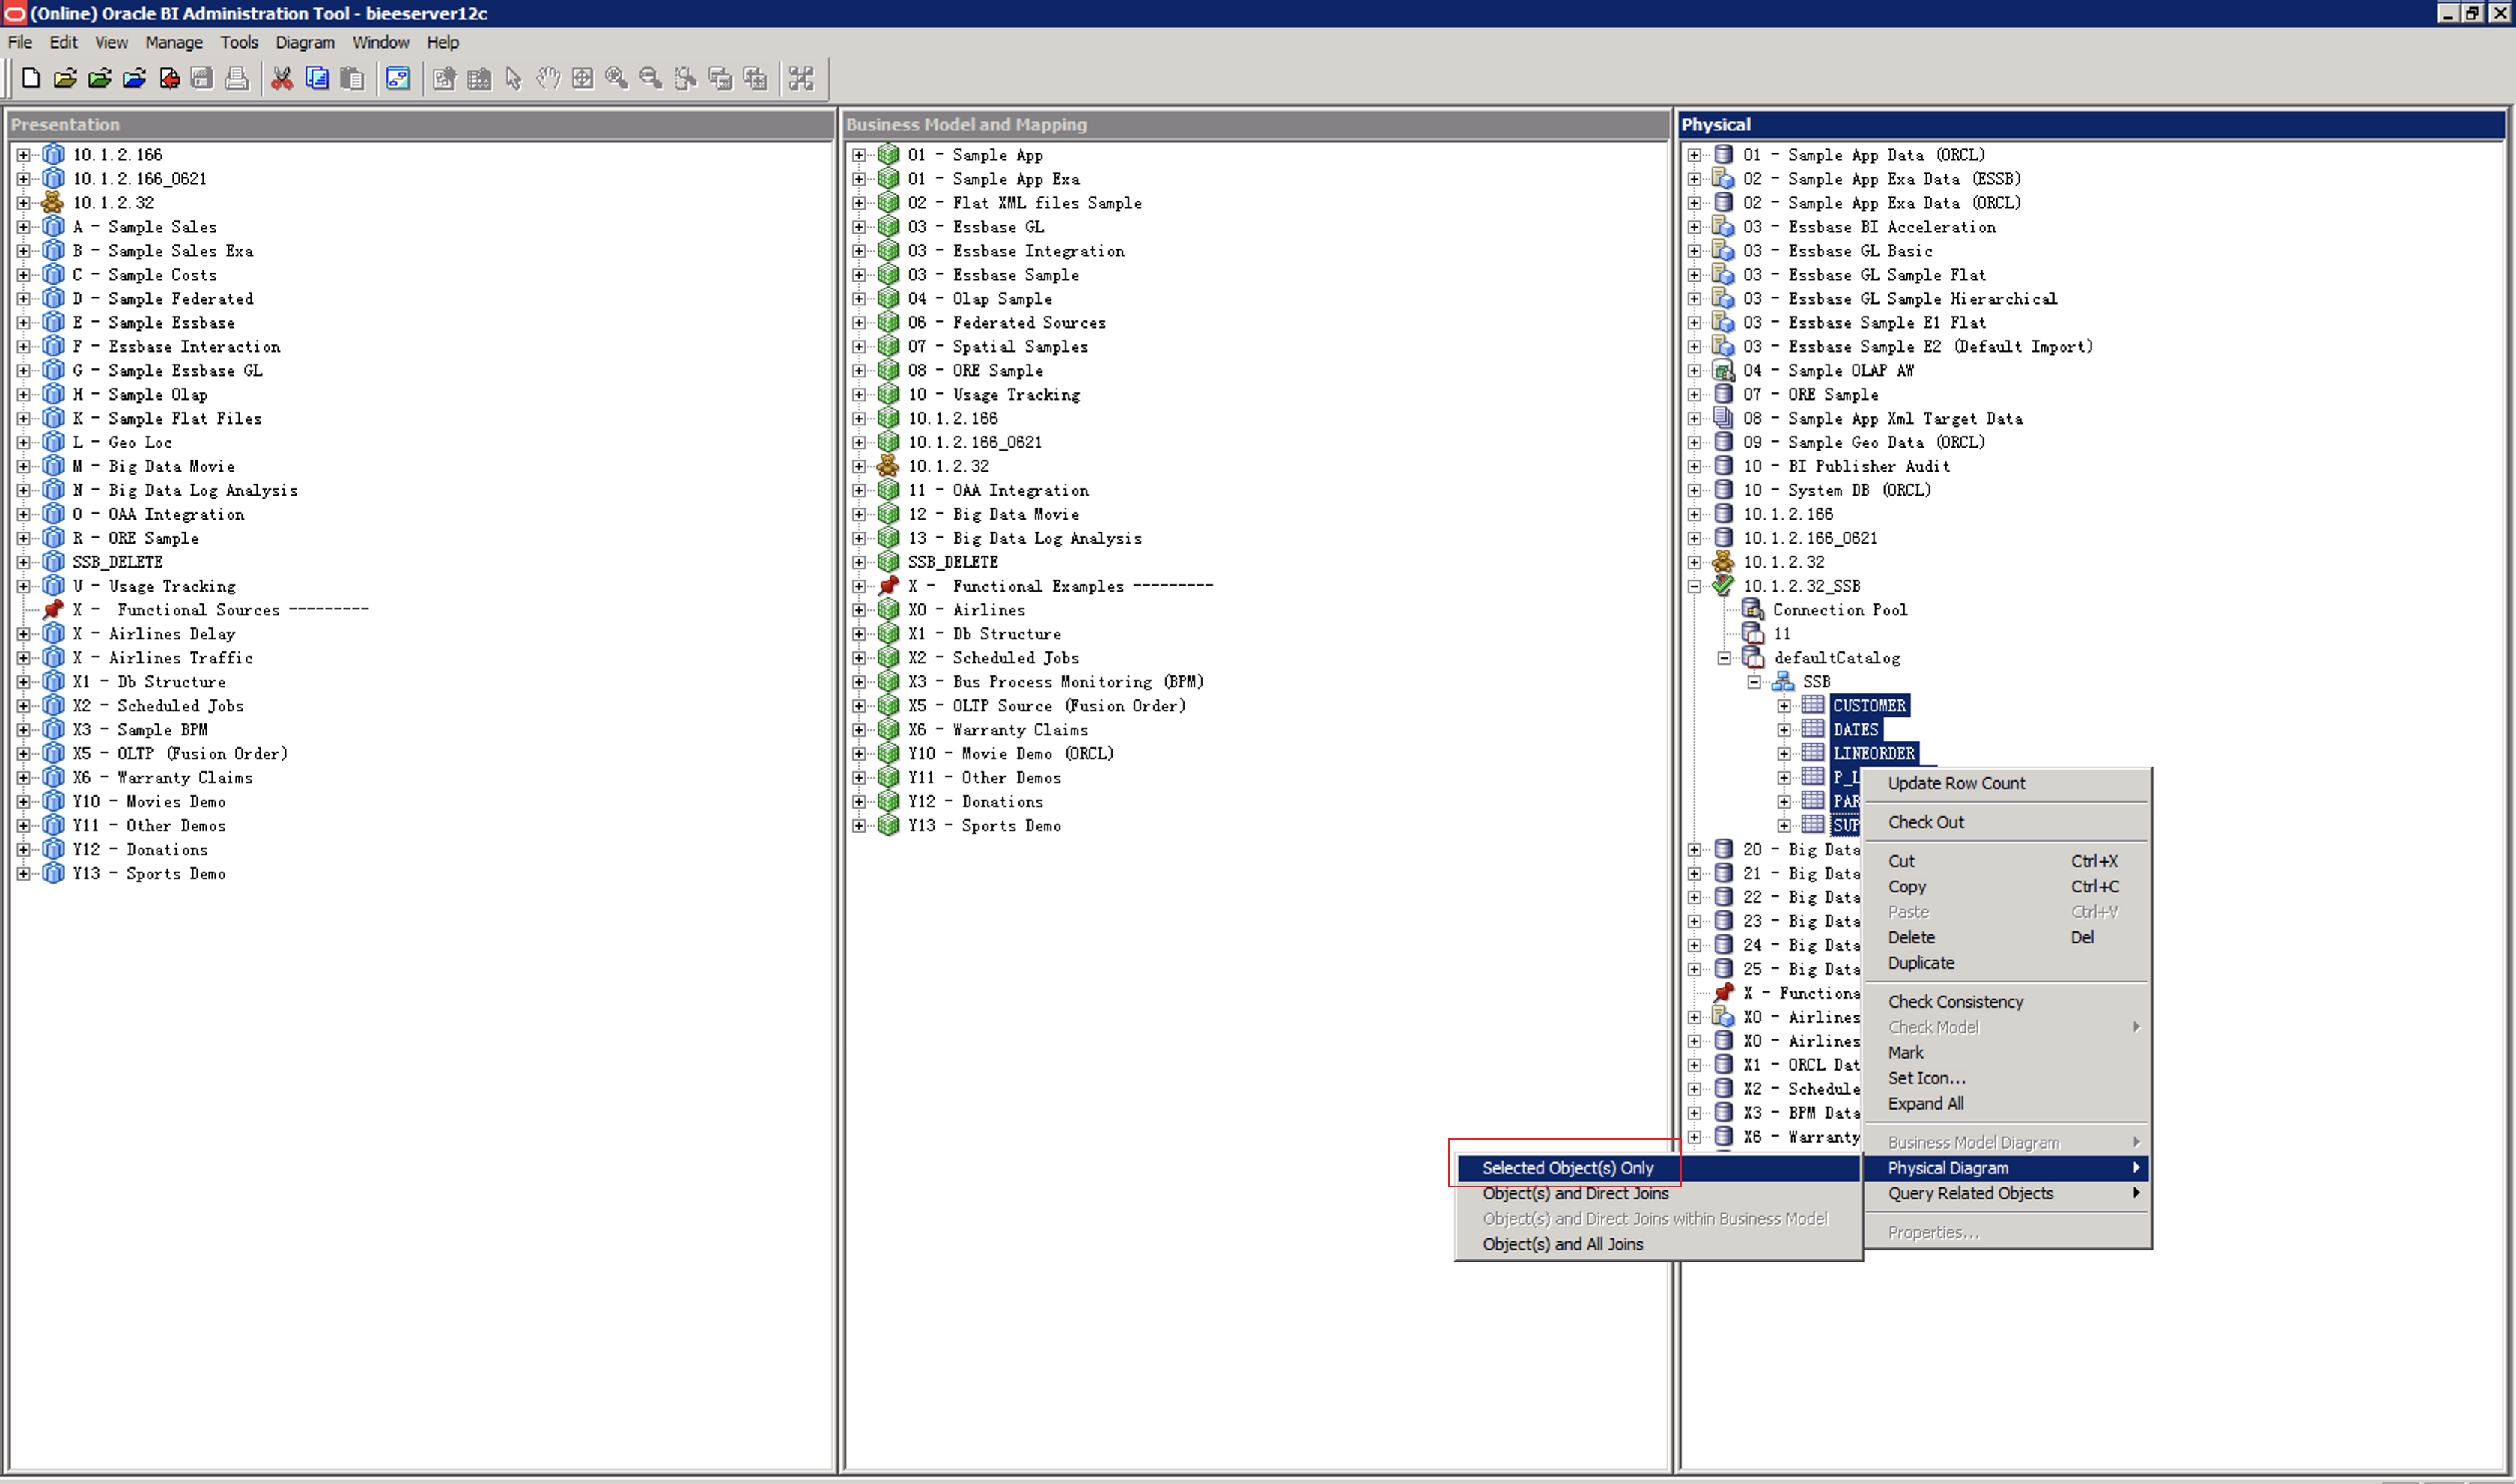 (Online) Oracle BI Administration Tool - bieeserver12c
File Edit View Manage Tools Diagram Window Help
Presentation
10.1.2.166
10.1.2.166_0621
10.1.2.32
A - Sample Sales
B - Sample Sales Exa
C - Sample Costs
D - Sample Federated
E - Sample Essbase
F - Essbase Interaction
G - Sample Essbase GL
H - Sample Olap
K - Sample Flat Files
L - Geo Loc
M - Big Data Movie
N - Big Data Log Analysis
O - OAA Integration
R - ORE Sample
SSB_DELETE
U - Usage Tracking
X - Functional Sources ---------
X - Airlines Delay
X - Airlines Traffic
X1 - Db Structure
X2 - Scheduled Jobs
X3 - Sample BPM
X5 - OLTP (Fusion Order)
X6 - Warranty Claims
Y10 - Movies Demo
Y11 - Other Demos
Y12 - Donations
Y13 - Sports Demo
Business Model and Mapping
01 - Sample App
01 - Sample App Exa
02 - Flat XML files Sample
03 - Essbase GL
03 - Essbase Integration
03 - Essbase Sample
04 - Olap Sample
06 - Federated Sources
07 - Spatial Samples
08 - ORE Sample
10 - Usage Tracking
10.1.2.166
10.1.2.166_0621
10.1.2.32
11 - OAA Integration
12 - Big Data Movie
13 - Big Data Log Analysis
SSB_DELETE
X - Functional Examples ---------
X0 - Airlines
X1 - Db Structure
X2 - Scheduled Jobs
X3 - Bus Process Monitoring (BPM)
X5 - OLTP Source (Fusion Order)
X6 - Warranty Claims
Y10 - Movie Demo (ORCL)
Y11 - Other Demos
Y12 - Donations
Y13 - Sports Demo
Physical
01 - Sample App Data (ORCL)
02 - Sample App Exa Data (ESSB)
02 - Sample App Exa Data (ORCL)
03 - Essbase BI Acceleration
03 - Essbase GL Basic
03 - Essbase GL Sample Flat
03 - Essbase GL Sample Hierarchical
03 - Essbase Sample E1 Flat
03 - Essbase Sample E2 (Default Import)
04 - Sample OLAP AW
07 - ORE Sample
08 - Sample App Xml Target Data
09 - Sample Geo Data (ORCL)
10 - BI Publisher Audit
10 - System DB (ORCL)
10.1.2.166
10.1.2.166_0621
10.1.2.32
10.1.2.32_SSB
Connection Pool
11
defaultCatalog
SSB
CUSTOMER
DATES
LINEORDER
P_L
PAR
SUP
20 - Big Data
21 - Big Data
22 - Big Data
23 - Big Data
24 - Big Data
25 - Big Data
X - Functiona
X0 - Airlines
X0 - Airlines
X1 - ORCL Dat
X2 - Schedule
X3 - BPM Data
X6 - Warranty
Update Row Count
Check Out
Cut Ctrl+X
Copy Ctrl+C
Paste Ctrl+V
Delete Del
Duplicate
Check Consistency
Check Model
Mark
Set Icon...
Expand All
Business Model Diagram
Physical Diagram
Query Related Objects
Properties...
Selected Object(s) Only
Object(s) and Direct Joins
Object(s) and Direct Joins within Business Model
Object(s) and All Joins